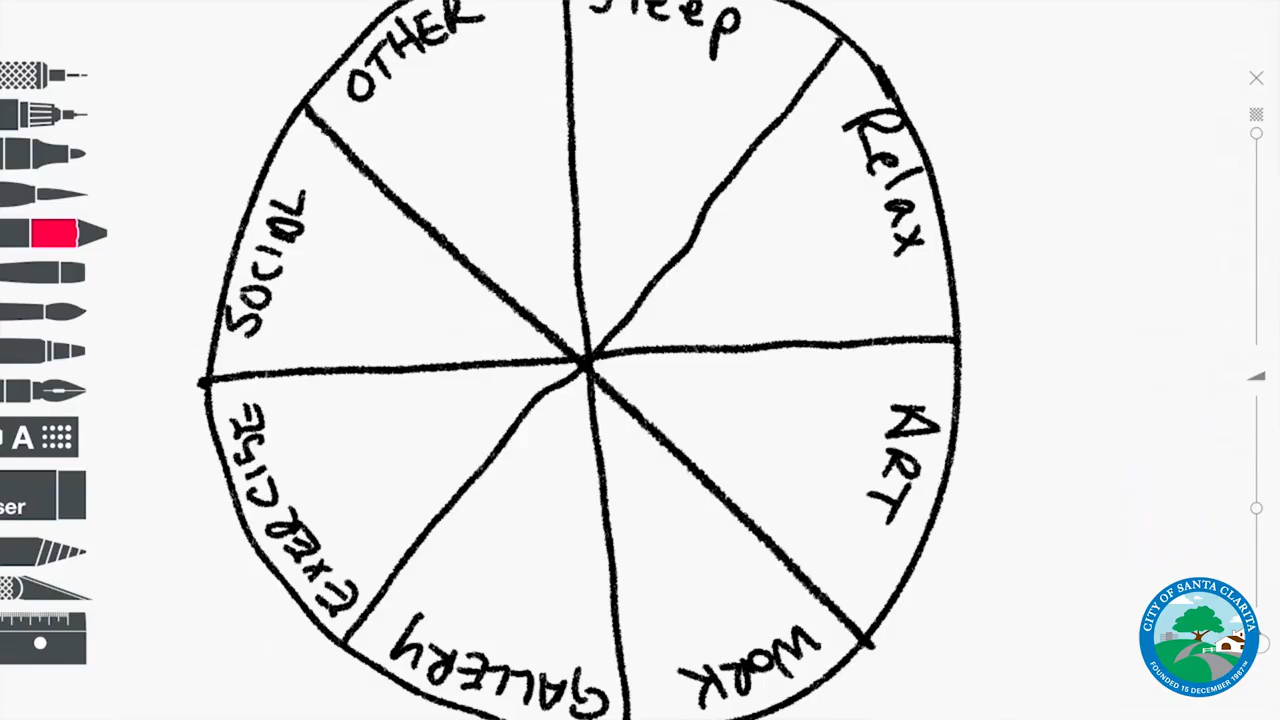 Sleep
Relax
ART
WORK
GALLERY
EXERCISE
SOCIAL
OTHER
A
ser
CITY OF SANTA CLARITA
FOUNDED 15 DECEMBER 1987